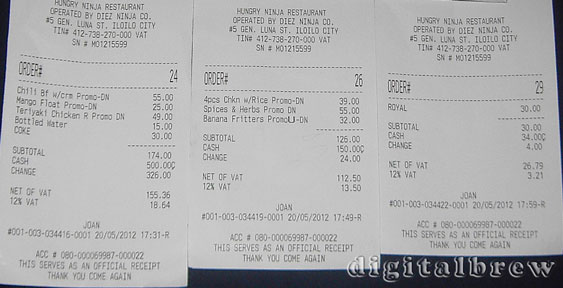 HUNGRY NINJA RESTAURANT
OPERATED BY DIEZ NINJA CO.
#5 GEN. LUNA ST. ILOILO CITY
TIN# 412-738-270-000 VAT
SN # MO1215599
ORDER# 24
Chili Bf w/crm Promo-DN 55.00
Mango Float Promo-DN 25.00
Teriyaki Chicken R Promo-DN 49.00
Bottled Water 15.00
COKE 30.00
SUBTOTAL 174.00
CASH 500.00C
CHANGE 326.00
NET OF VAT 155.36
12% VAT 18.64
JOAN
#001-003-034416-0001 20/05/2012 17:31-R
ACC # 080-000069987-000022
THIS SERVES AS AN OFFICIAL RECEIPT
THANK YOU COME AGAIN
HUNGRY NINJA RESTAURANT
OPERATED BY DIEZ NINJA CO.
#5 GEN. LUNA ST. ILOILO CITY
TIN# 412-738-270-000 VAT
SN # MO1215599
ORDER# 26
4pcs Chkn w/Rice Promo-DN 39.00
Spices & Herbs Promo-DN 55.00
Banana Fritters PromoU-DN 32.00
SUBTOTAL 126.00
CASH 150.00C
CHANGE 24.00
NET OF VAT 112.50
12% VAT 13.50
JOAN
#001-003-034419-0001 20/05/2012 17:49-R
ACC # 080-000069987-000022
THIS SERVES AS AN OFFICIAL RECEIPT
THANK YOU COME AGAIN
HUNGRY NINJA RESTAURANT
OPERATED BY DIEZ NINJA CO.
#5 GEN. LUNA ST. ILOILO CITY
TIN# 412-738-270-000 VAT
SN # MO1215599
ORDER# 29
ROYAL 30.00
SUBTOTAL 30.00
CASH 34.00C
CHANGE 4.00
NET OF VAT 26.79
12% VAT 3.21
JOAN
#001-003-034422-0001 20/05/2012 17:59-R
ACC # 080-000069987-000022
THIS SERVES AS AN OFFICIAL RECEIPT
THANK YOU COME AGAIN
digitalbrew